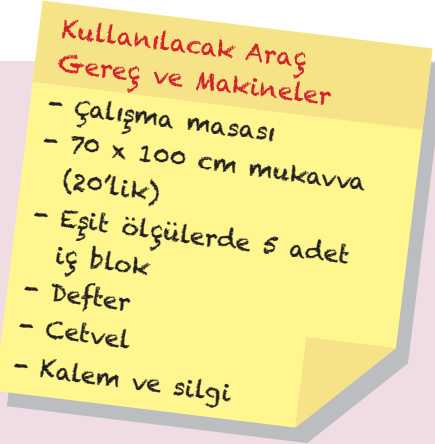 Kullanılacak Araç
Gereç ve Makineler
- Çalışma masası
- 70 x 100 cm mukavva
(20'lik)
- Eşit ölçülerde 5 adet
iç blok
- Defter
- Cetvel
- Kalem ve silgi